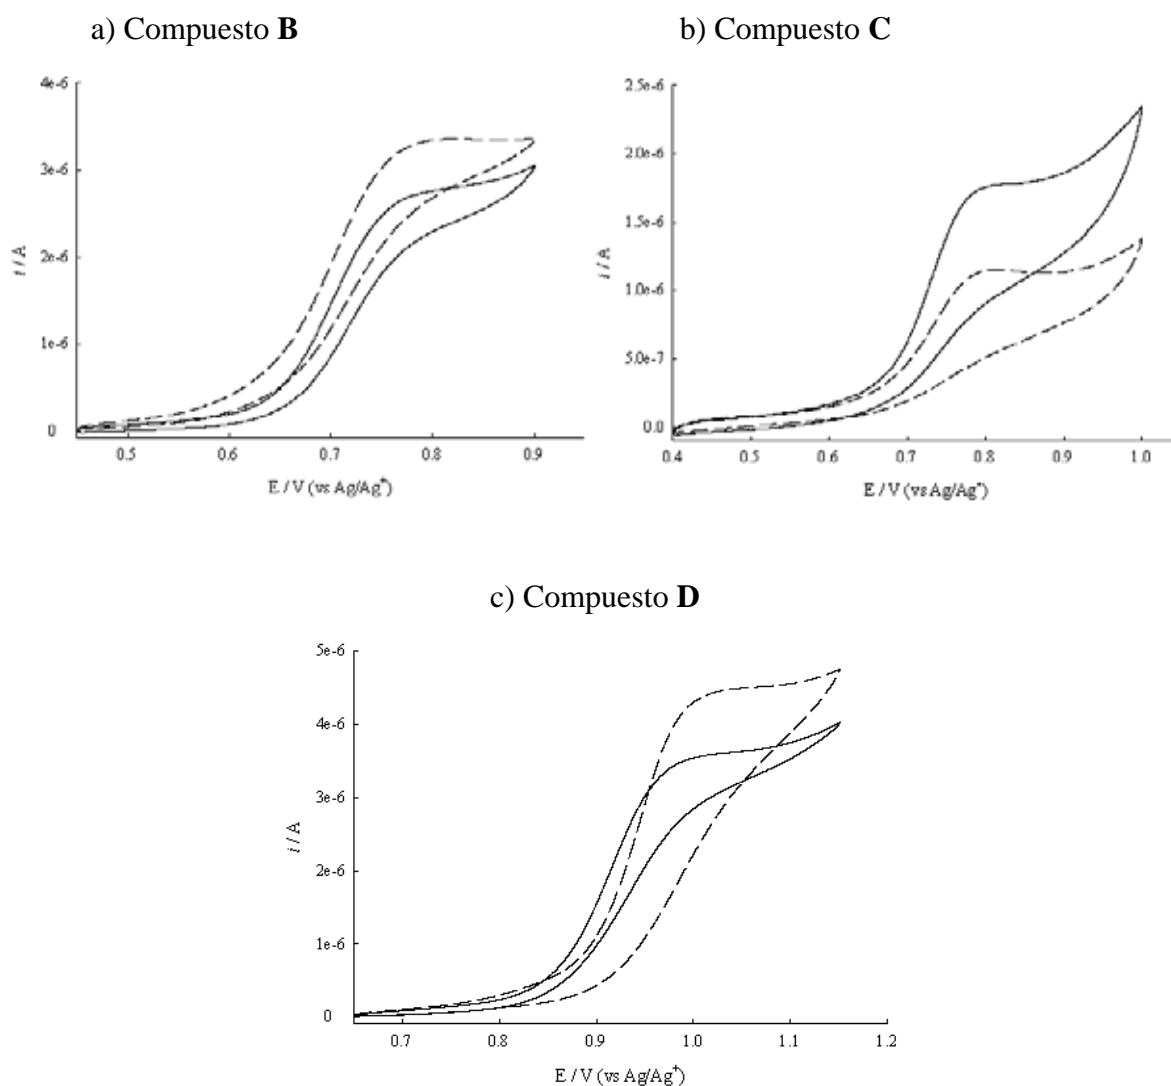 a) Compuesto B
b) Compuesto C
4e-6
3e-6
2e-6
1e-6
0
i / A
0.5 0.6 0.7 0.8 0.9
E / V (vs Ag/Ag⁺)
2.5e-6
2.0e-6
1.5e-6
1.0e-6
5.0e-7
0.0
i / A
0.4 0.5 0.6 0.7 0.8 0.9 1.0
E / V (vs Ag/Ag⁺)
c) Compuesto D
5e-6
4e-6
3e-6
2e-6
1e-6
0
i / A
0.7 0.8 0.9 1.0 1.1 1.2
E / V (vs Ag/Ag⁺)